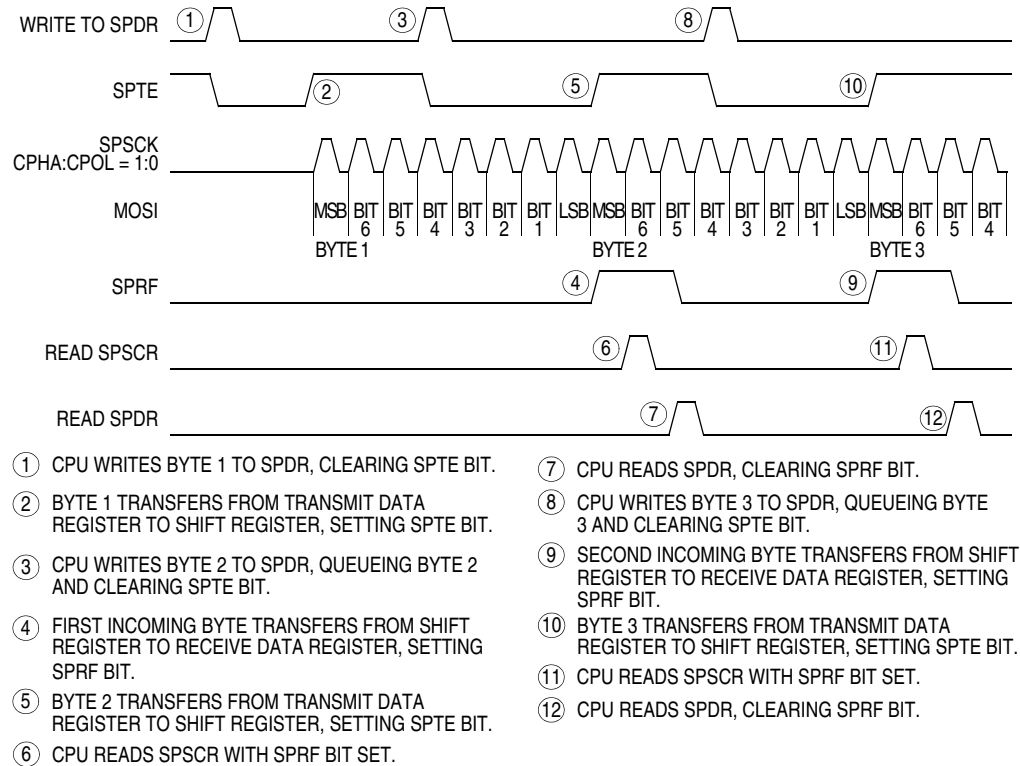 WRITE TO SPDR
1
3
8
SPTE
2
5
10
SPSCK
CPHA:CPOL = 1:0
MOSI
MSB BIT 6 BIT 5 BIT 4 BIT 3 BIT 2 BIT 1 LSB MSB BIT 6 BIT 5 BIT 4 BIT 3 BIT 2 BIT 1 LSB MSB BIT 6 BIT 5 BIT 4
BYTE 1
BYTE 2
BYTE 3
SPRF
4
9
READ SPSCR
6
11
READ SPDR
7
12
1 CPU WRITES BYTE 1 TO SPDR, CLEARING SPTE BIT.
2 BYTE 1 TRANSFERS FROM TRANSMIT DATA
REGISTER TO SHIFT REGISTER, SETTING SPTE BIT.
3 CPU WRITES BYTE 2 TO SPDR, QUEUEING BYTE 2
AND CLEARING SPTE BIT.
4 FIRST INCOMING BYTE TRANSFERS FROM SHIFT
REGISTER TO RECEIVE DATA REGISTER, SETTING
SPRF BIT.
5 BYTE 2 TRANSFERS FROM TRANSMIT DATA
REGISTER TO SHIFT REGISTER, SETTING SPTE BIT.
6 CPU READS SPSCR WITH SPRF BIT SET.
7 CPU READS SPDR, CLEARING SPRF BIT.
8 CPU WRITES BYTE 3 TO SPDR, QUEUEING BYTE
3 AND CLEARING SPTE BIT.
9 SECOND INCOMING BYTE TRANSFERS FROM SHIFT
REGISTER TO RECEIVE DATA REGISTER, SETTING
SPRF BIT.
10 BYTE 3 TRANSFERS FROM TRANSMIT DATA
REGISTER TO SHIFT REGISTER, SETTING SPTE BIT.
11 CPU READS SPSCR WITH SPRF BIT SET.
12 CPU READS SPDR, CLEARING SPRF BIT.